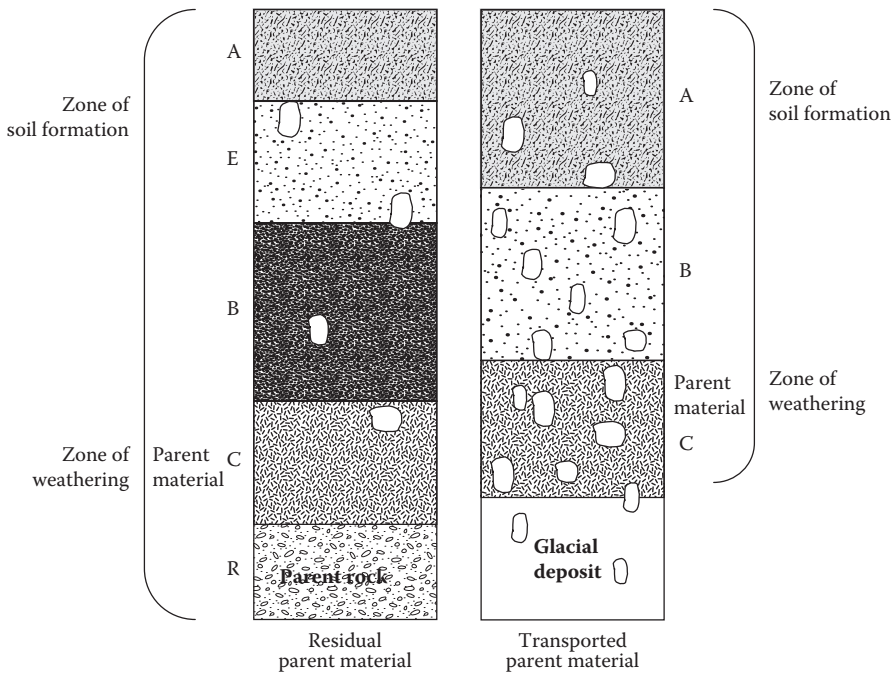 Zone of
soil formation
A
E
B
Zone of
weathering
Parent
material
C
R
Parent rock
Residual
parent material
A
Zone of
soil formation
B
Parent
material
Zone of
weathering
C
Glacial
deposit
Transported
parent material